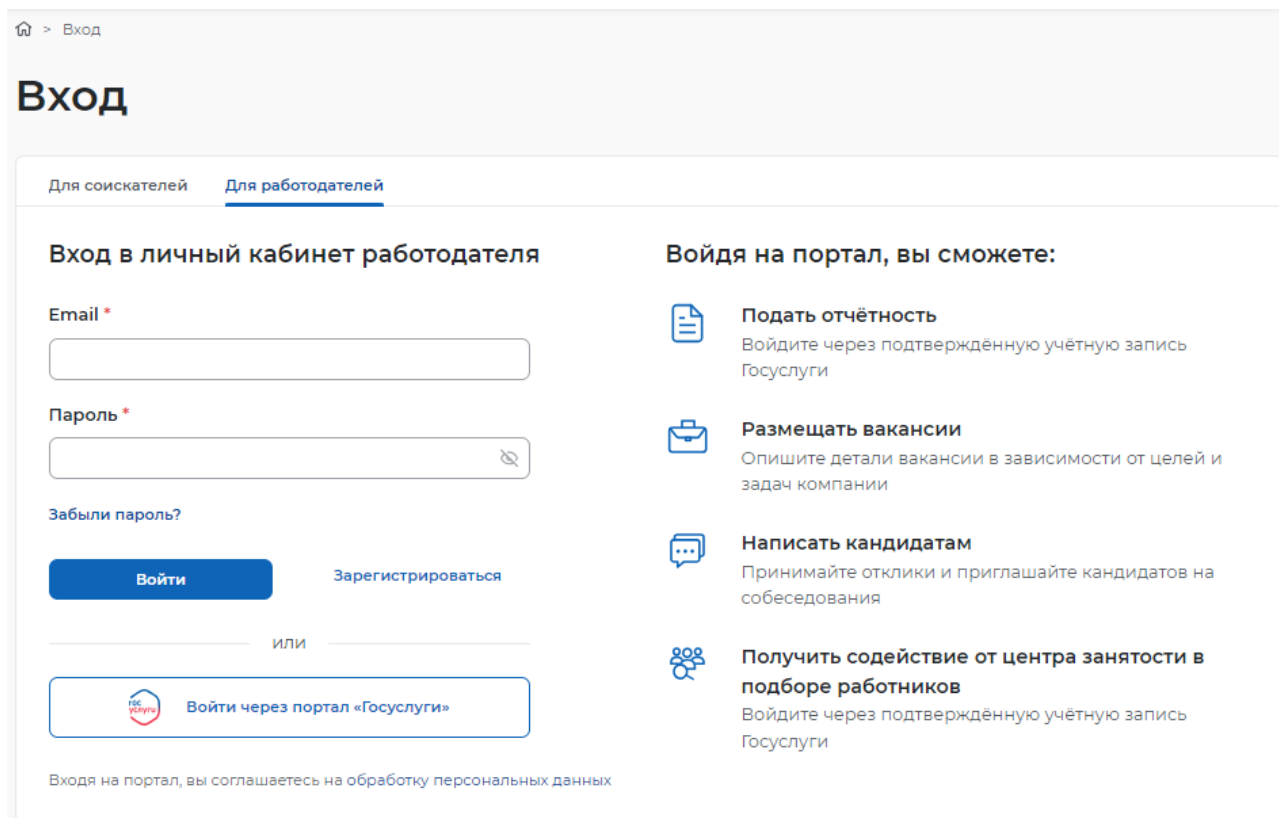 > Вход
Вход
Для соискателей Для работодателей
Вход в личный кабинет работодателя
Email *
Пароль *
Забыли пароль?
Войти Зарегистрироваться
или
гос услуги
Войти через портал «Госуслуги»
Входя на портал, вы соглашаетесь на обработку персональных данных
Войдя на портал, вы сможете:
Подать отчётность
Войдите через подтверждённую учётную запись
Госуслуги
Размещать вакансии
Опишите детали вакансии в зависимости от целей и
задач компании
Написать кандидатам
Принимайте отклики и приглашайте кандидатов на
собеседования
Получить содействие от центра занятости в
подборе работников
Войдите через подтверждённую учётную запись
Госуслуги